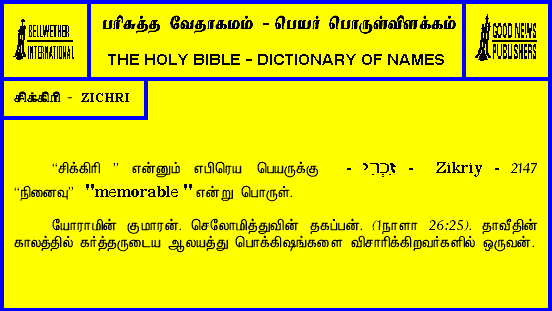 BELLWETHER
INTERNATIONAL
பரிசுத்த வேதாகமம் - பெயர் பொருள்விளக்கம்
THE HOLY BIBLE - DICTIONARY OF NAMES
GOOD NEWS
PUBLISHERS
சிக்கிரி - ZICHRI
“சிக்கிரி ” என்னும் எபிரெய பெயருக்கு - זִכְרִי - Zikriy - 2147
“நினைவு” "memorable" என்று பொருள்.
யோராமின் குமாரன். செலோமித்துவின் தகப்பன். (1நாளா 26:25). தாவீதின்
காலத்தில் கர்த்தருடைய ஆலயத்து பொக்கிஷங்களை விசாரிக்கிறவர்களில் ஒருவன்.